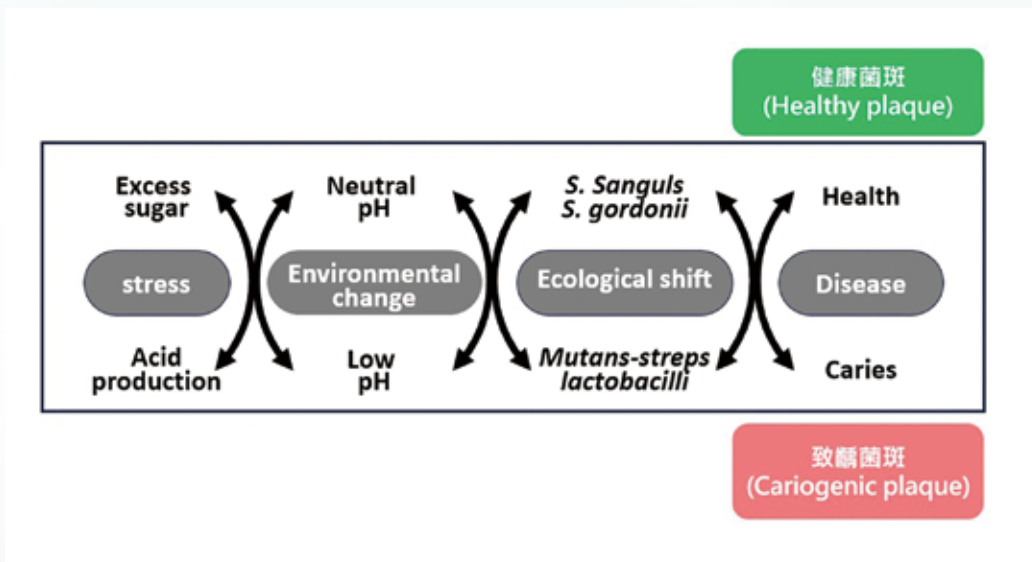 健康菌斑
(Healthy plaque)
Excess
sugar
Neutral
pH
S. Sanguls
S. gordonii
Health
stress
Environmental
change
Ecological shift
Disease
Acid
production
Low
pH
Mutans-streps
lactobacilli
Caries
致齲菌斑
(Cariogenic plaque)